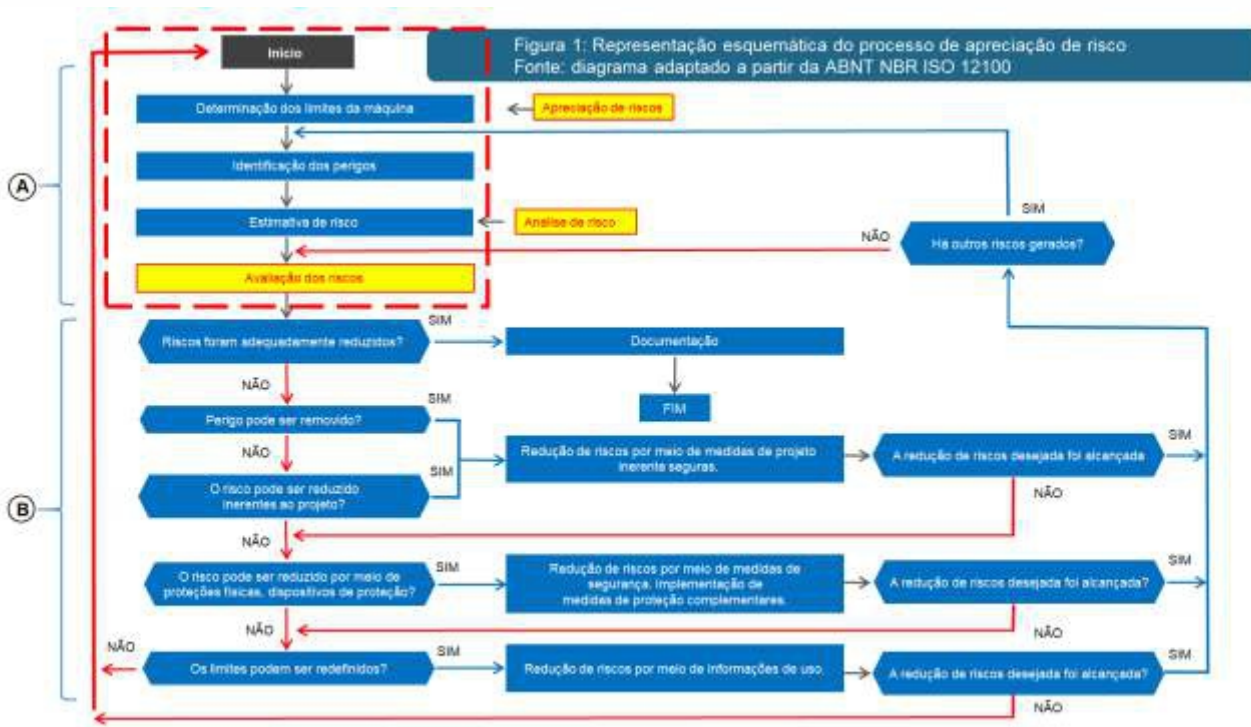 Início
Figura 1: Representação esquemática do processo de apreciação de risco
Fonte: diagrama adaptado a partir da ABNT NBR ISO 12100
Determinação dos limites da máquina
Apreciação de riscos
Identificação dos perigos
A
Estimativa de risco
Analise de risco
SIM
NÃO
Há outros riscos gerados?
Avaliação dos riscos
Riscos foram adequadamente reduzidos?
SIM
Documentação
NÃO
FIM
Perigo pode ser removido?
SIM
NÃO
SIM
Redução de riscos por meio de medidas de projeto
inerente seguras.
A redução de riscos desejada foi alcançada
SIM
NÃO
B
O risco pode ser reduzido
inerentes ao projeto?
NÃO
O risco pode ser reduzido por meio de
proteções físicas, dispositivos de proteção?
SIM
Redução de riscos por meio de medidas de
segurança. Implementação de
medidas de proteção complementares.
A redução de riscos desejada foi alcançada?
SIM
NÃO
NÃO
NÃO
Os limites podem ser redefinidos?
SIM
Redução de riscos por meio de informações de uso.
A redução de riscos desejada foi alcançada?
SIM
NÃO